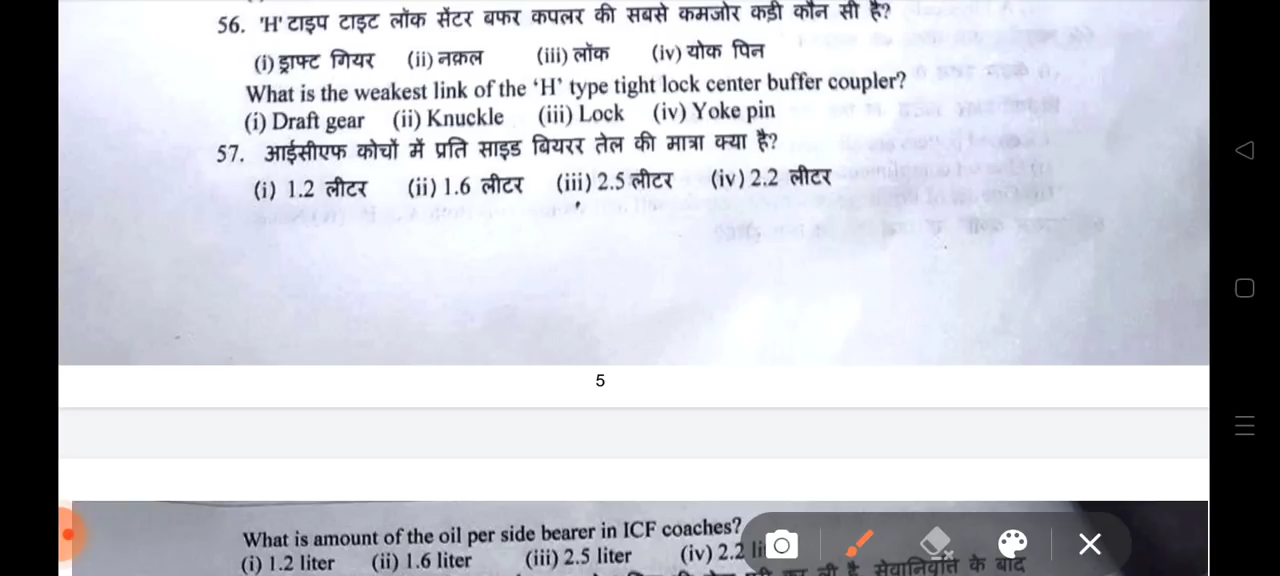 56. 'H' टाइप टाइट लॉक सेंटर बफर कपलर की सबसे कमजोर कड़ी कौन सी है?
(i) ड्राफ्ट गियर (ii) नक़ल (iii) लॉक (iv) योक पिन
What is the weakest link of the ‘H’ type tight lock center buffer coupler?
(i) Draft gear (ii) Knuckle (iii) Lock (iv) Yoke pin
57. आईसीएफ कोचों में प्रति साइड बियरर तेल की मात्रा क्या है?
(i) 1.2 लीटर (ii) 1.6 लीटर (iii) 2.5 लीटर (iv) 2.2 लीटर
5
What is amount of the oil per side bearer in ICF coaches?
(i) 1.2 liter (ii) 1.6 liter (iii) 2.5 liter (iv) 2.2
ली है सेवानिवृत्ति के बाद